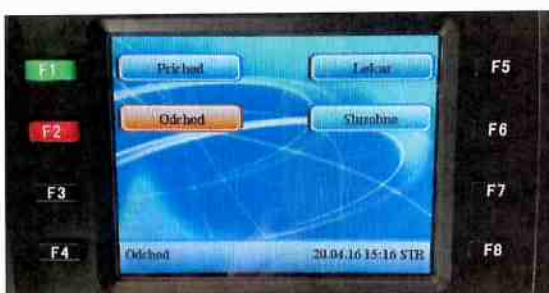 F1 Prichod Lekar F5
F2 Odchod Sluzobne F6
F3 F7
F4 Odchod 20.04.16 15:16 STR F8